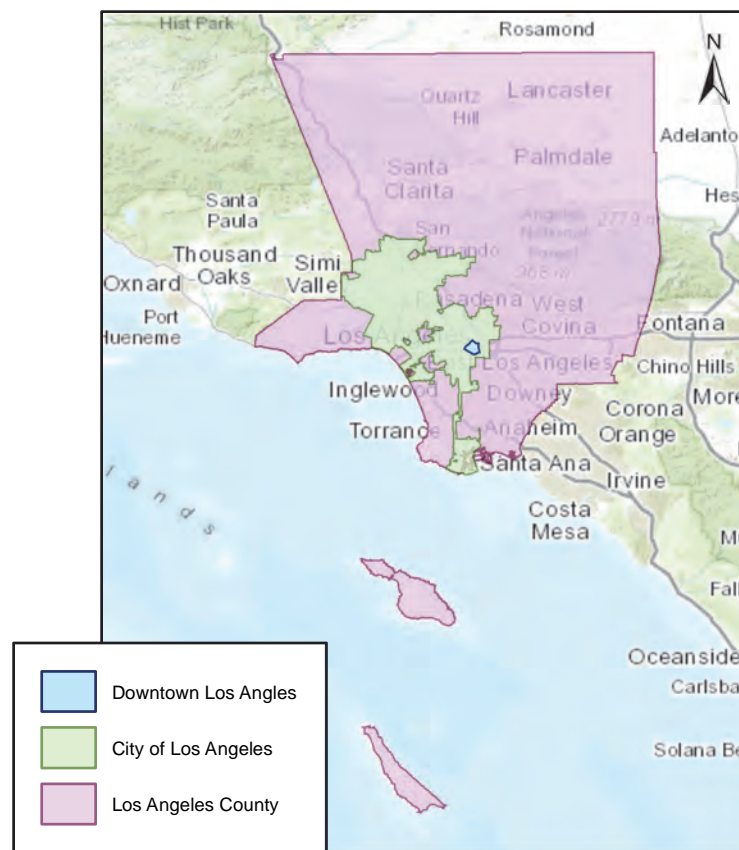 Hist Park
Rosamond
N
Quartz
Hill
Lancaster
Adelanto
Palmdale
Santa
Clarita
Hes
Santa
Paula
San
Angeles
National
Forest
Thousand
Oaks
Simi
Valle
Oxnard
Port
Hueneme
Pasadena
West
Covina
Fontana
Los
Los Angeles
Chino Hills
Inglewood
Downey
More
Corona
Torrance
Anaheim
Orange
Santa Ana
Irvine
Costa
Mesa
lands
Fall
Oceanside
Carlsba
Solana Be
Downtown Los Angles
City of Los Angeles
Los Angeles County